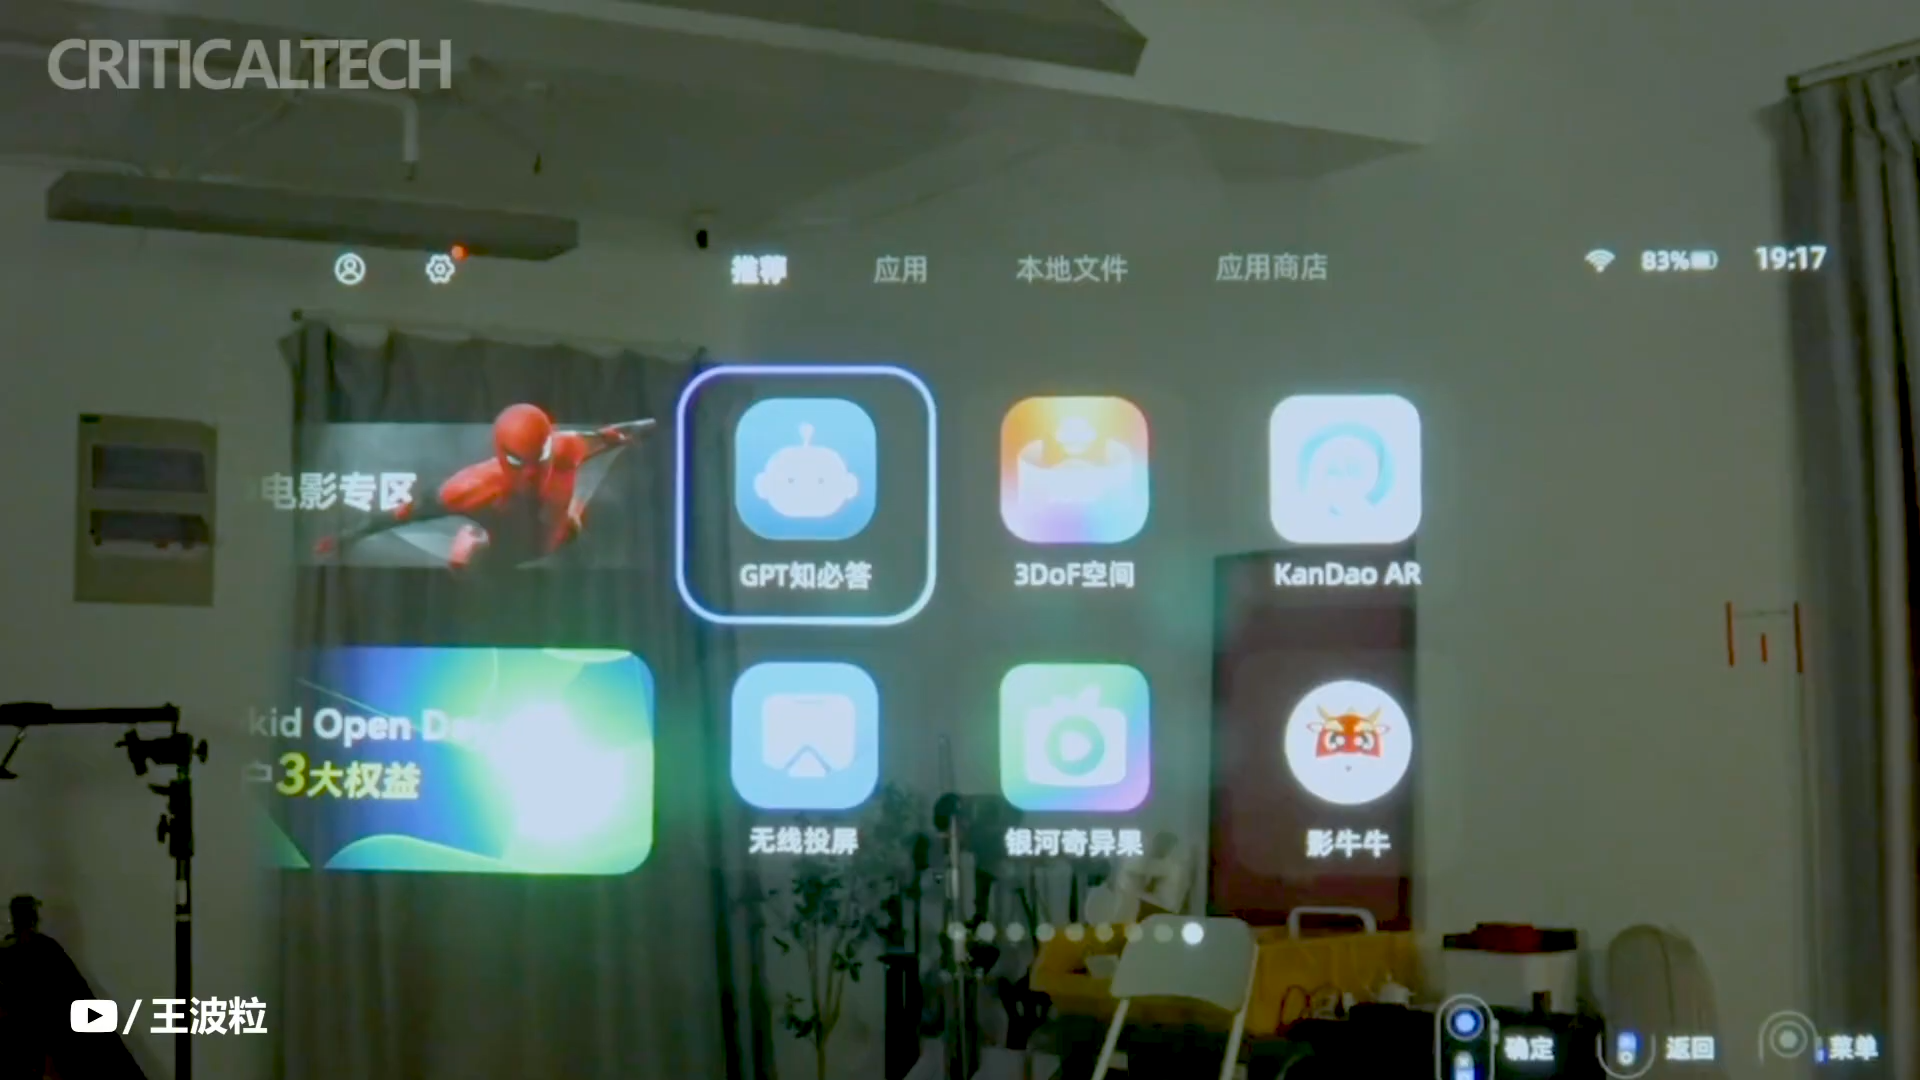 CRITICALTECH
推荐 应用 本地文件 应用商店 83% 19:17
电影专区
GPT知必答 3DoF空间 KanDao AR
kid Open Da
户3大权益
无线投屏 银河奇异果 影牛牛
/ 王波粒
确定 返回 菜单